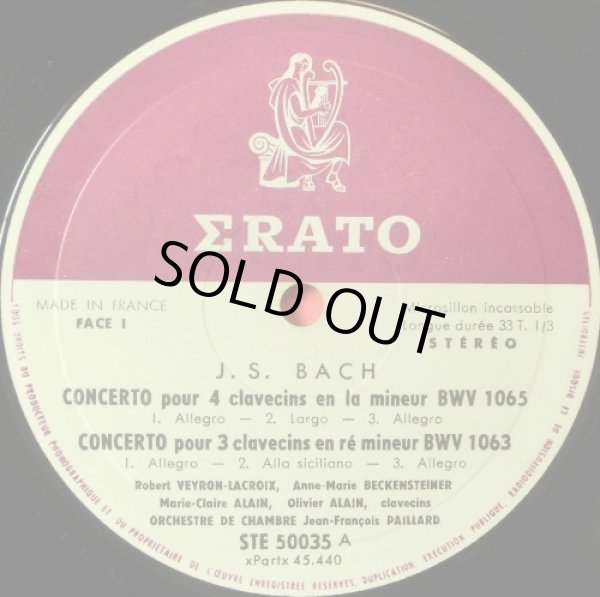 ΣRATO
SOLD OUT
MADE IN FRANCE
FACE 1
Microsillon incassable
Longue durée 33 T. 1/3
STÉRÉO
J. S. BACH
CONCERTO pour 4 clavecins en la mineur BWV 1065
1. Allegro — 2. Largo — 3. Allegro
CONCERTO pour 3 clavecins en ré mineur BWV 1063
1. Allegro — 2. Alla siciliano — 3. Allegro
Robert VEYRON-LACROIX, Anne-Marie BECKENSTEINER
Marie-Claire ALAIN, Olivier ALAIN, clavecins
ORCHESTRE DE CHAMBRE Jean-François PAILLARD
STE 50035 A
xPartx 45.440
TOUS DROITS DU PRODUCTEUR PHONOGRAPHIQUE ET DU PROPRIETAIRE DE L'ŒUVRE ENREGISTREE RESERVES, DUPLICATION, EXECUTION PUBLIQUE, RADIODIFFUSION DE CE DISQUE INTERDITES